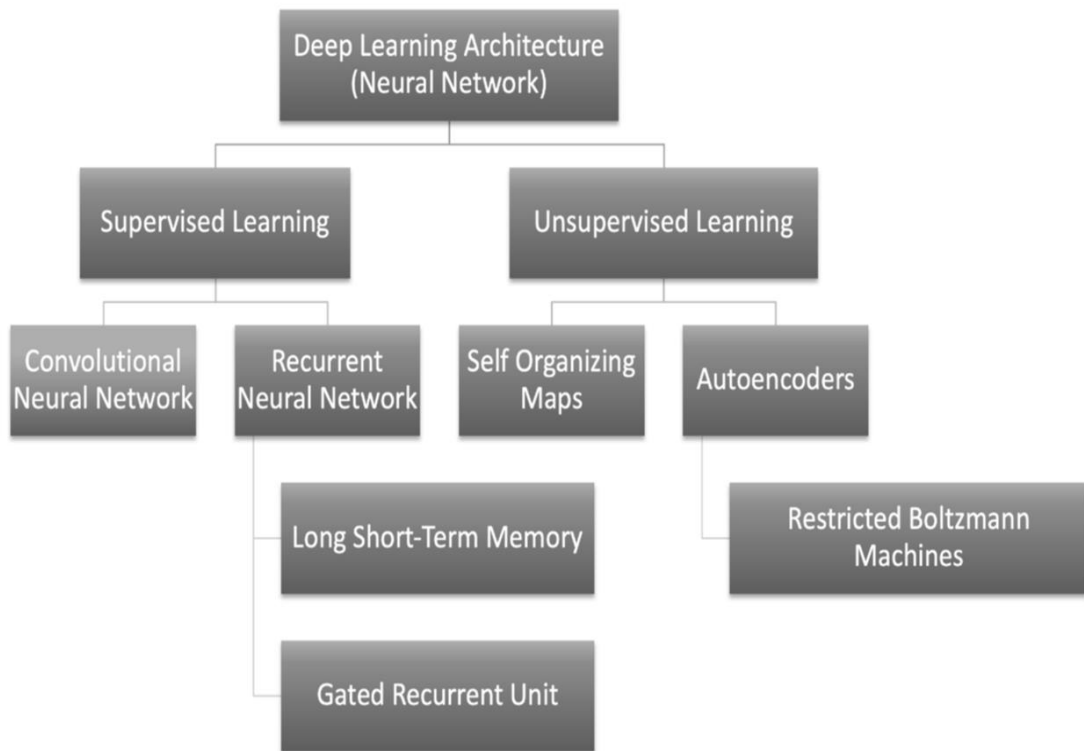 Deep Learning Architecture
(Neural Network)
Supervised Learning
Unsupervised Learning
Convolutional
Neural Network
Recurrent
Neural Network
Self Organizing
Maps
Autoencoders
Long Short-Term Memory
Restricted Boltzmann
Machines
Gated Recurrent Unit